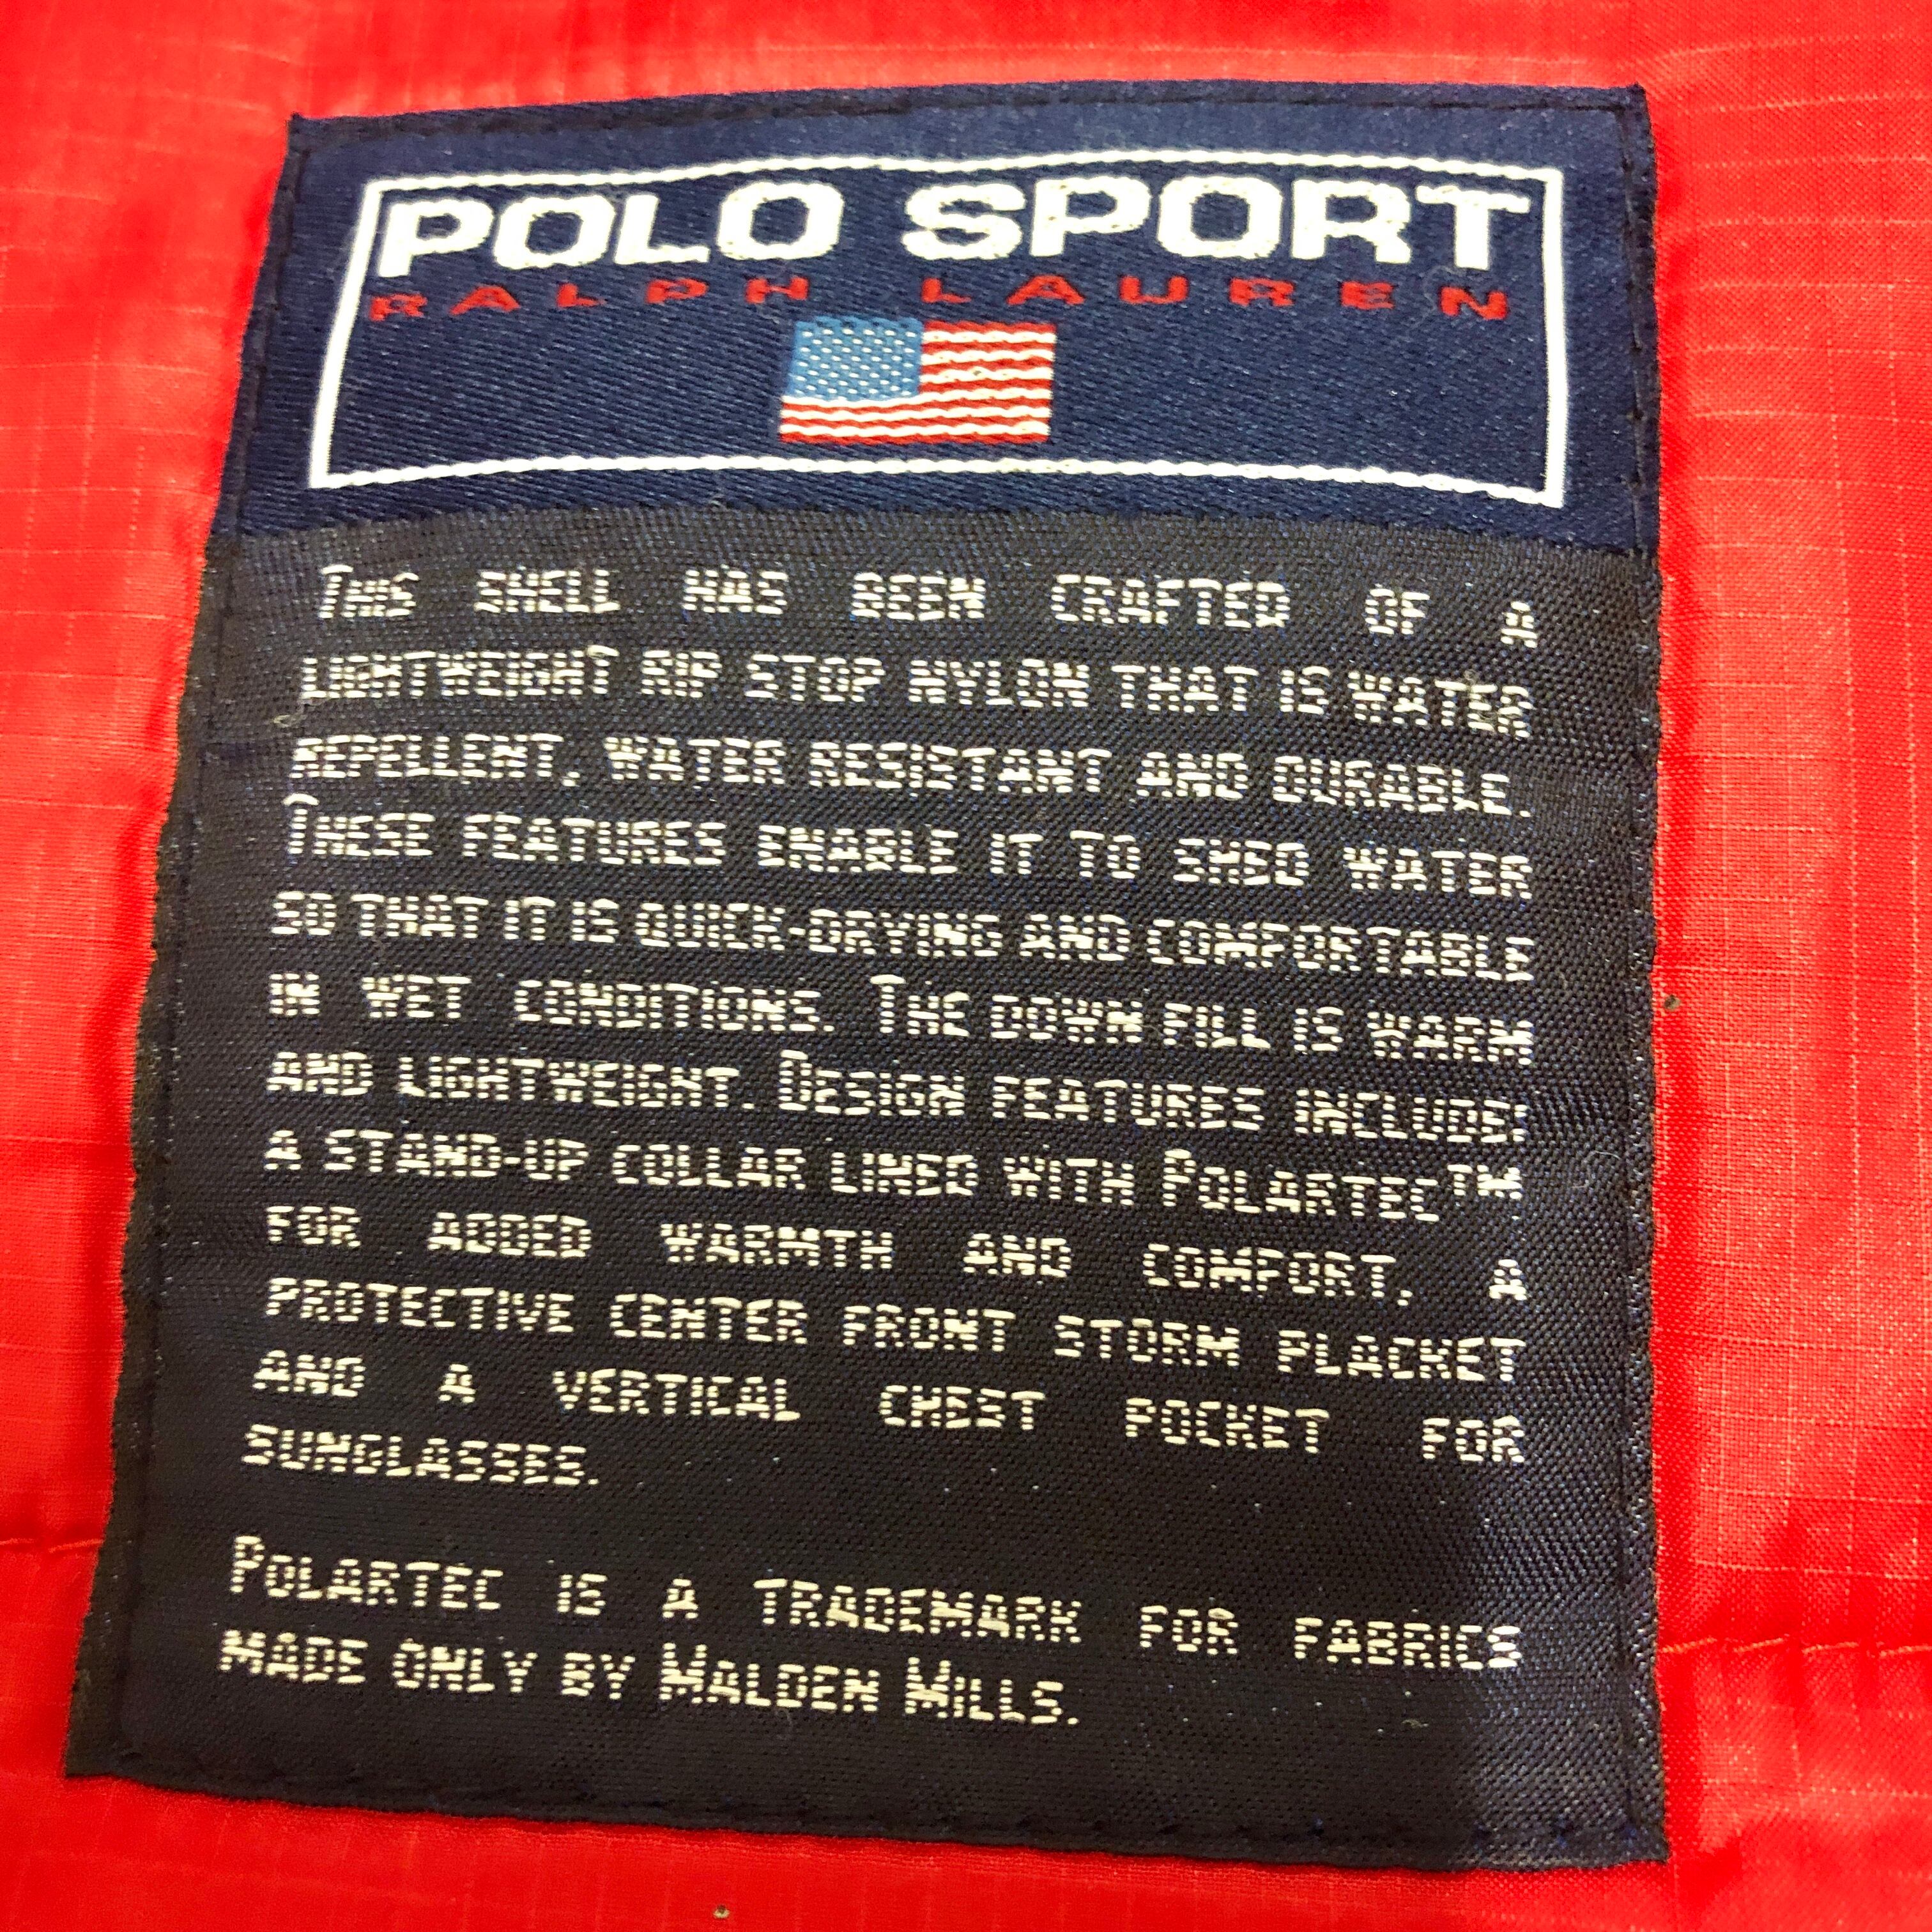 POLO SPORT
RALPH LAUREN
THIS SHELL HAS BEEN CRAFTED OF A
LIGHTWEIGHT RIP STOP NYLON THAT IS WATER
REPELLENT, WATER RESISTANT AND DURABLE.
THESE FEATURES ENABLE IT TO SHED WATER
SO THAT IT IS QUICK-DRYING AND COMFORTABLE
IN WET CONDITIONS. THE DOWN FILL IS WARM
AND LIGHTWEIGHT. DESIGN FEATURES INCLUDE:
A STAND-UP COLLAR LINED WITH POLARTEC™
FOR ADDED WARMTH AND COMFORT, A
PROTECTIVE CENTER FRONT STORM PLACKET
AND A VERTICAL CHEST POCKET FOR
SUNGLASSES.
POLARTEC IS A TRADEMARK FOR FABRICS
MADE ONLY BY MALDEN MILLS.